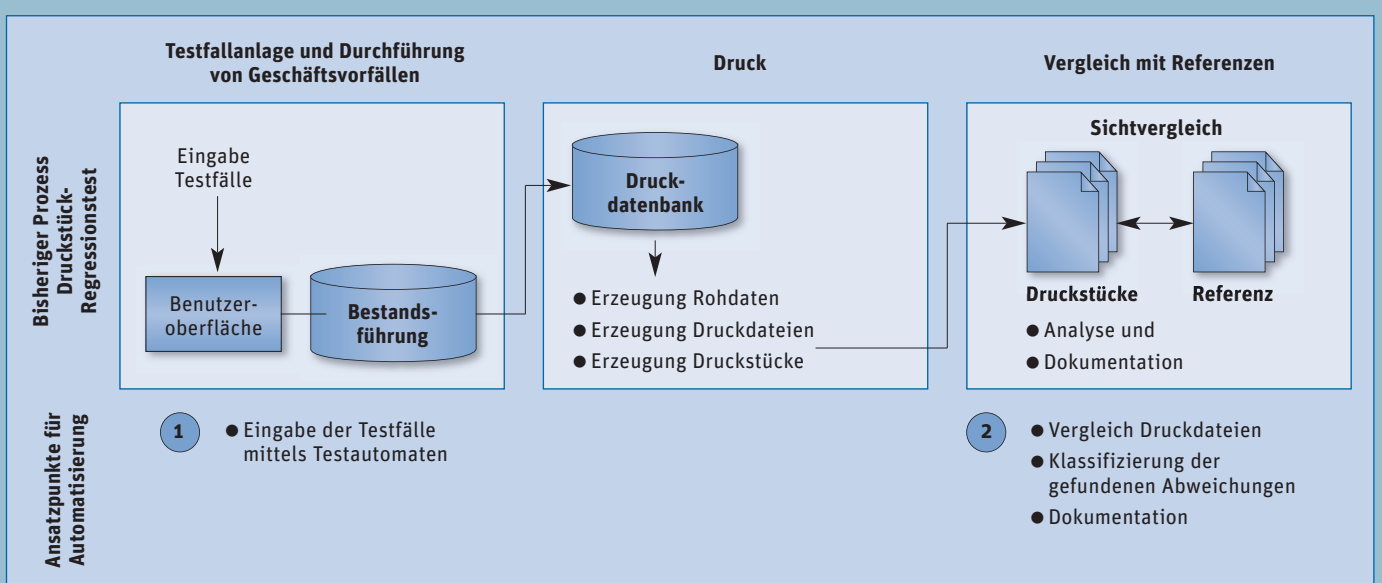 Testfallanlage und Durchführung
von Geschäftsvorfällen
Druck
Vergleich mit Referenzen
Bisheriger Prozess
Druckstück-
Regressionstest
Eingabe
Testfälle
Benutzer-
oberfläche
Bestands-
führung
Druck-
datenbank
● Erzeugung Rohdaten
● Erzeugung Druckdateien
● Erzeugung Druckstücke
Sichtvergleich
Druckstücke
Referenz
● Analyse und
● Dokumentation
Ansatzpunkte für
Automatisierung
1
● Eingabe der Testfälle
mittels Testautomaten
2
● Vergleich Druckdateien
● Klassifizierung der
gefundenen Abweichungen
● Dokumentation